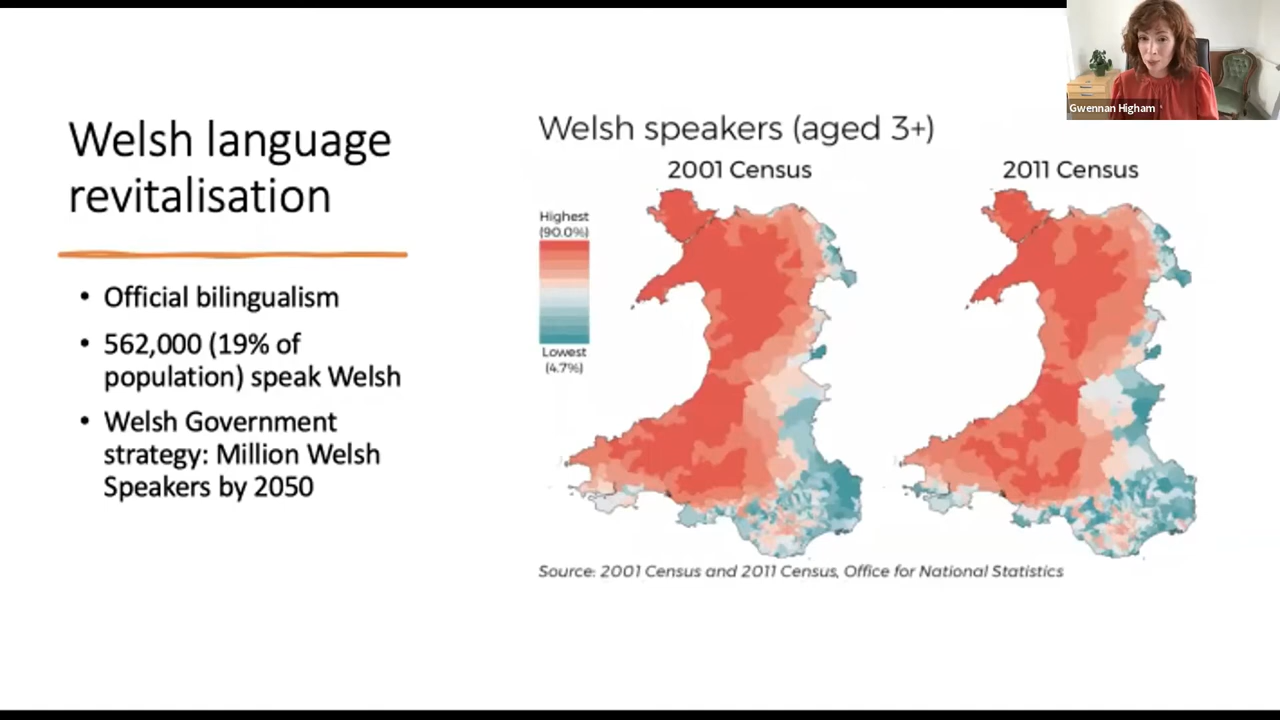 Gwennan Higham
Welsh language
revitalisation
• Official bilingualism
• 562,000 (19% of
population) speak Welsh
• Welsh Government
strategy: Million Welsh
Speakers by 2050
Welsh speakers (aged 3+)
2001 Census
2011 Census
Highest
(90.0%)
Lowest
(4.7%)
Source: 2001 Census and 2011 Census, Office for National Statistics